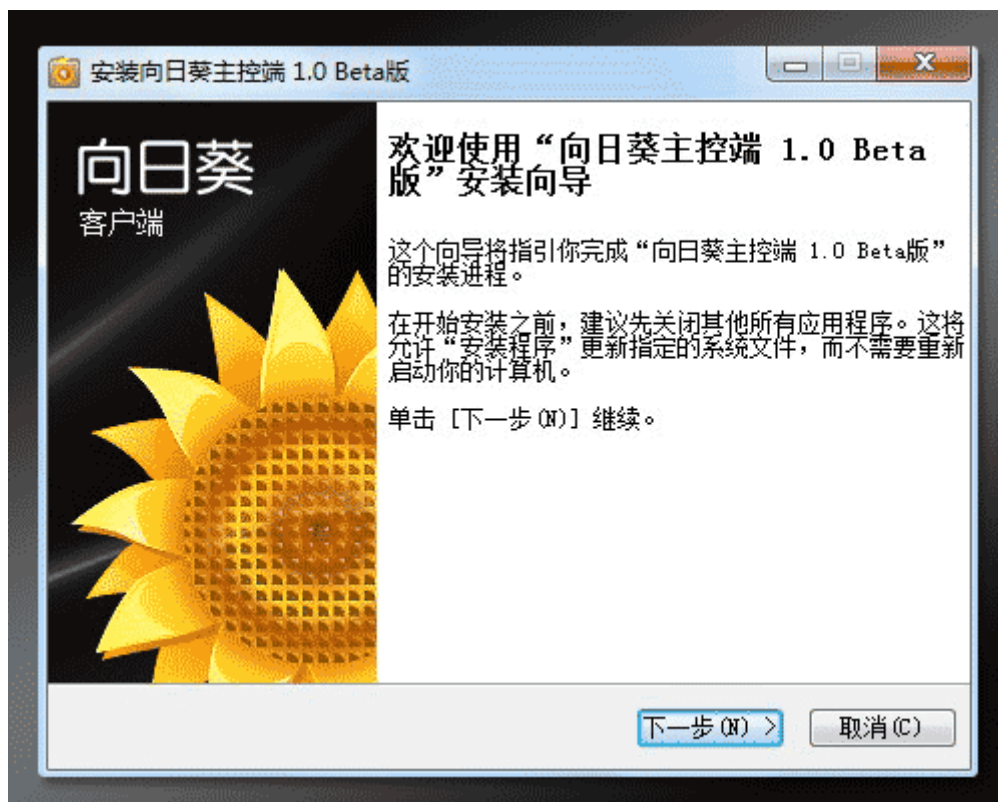 安装向日葵主控端 1.0 Beta版
向日葵
客户端
欢迎使用“向日葵主控端 1.0 Beta
版”安装向导
这个向导将指引你完成“向日葵主控端 1.0 Beta版”
的安装进程。
在开始安装之前，建议先关闭其他所有应用程序。这将
允许“安装程序”更新指定的系统文件，而不需要重新
启动你的计算机。
单击 [下一步(N)] 继续。
下一步(N) >
取消(C)